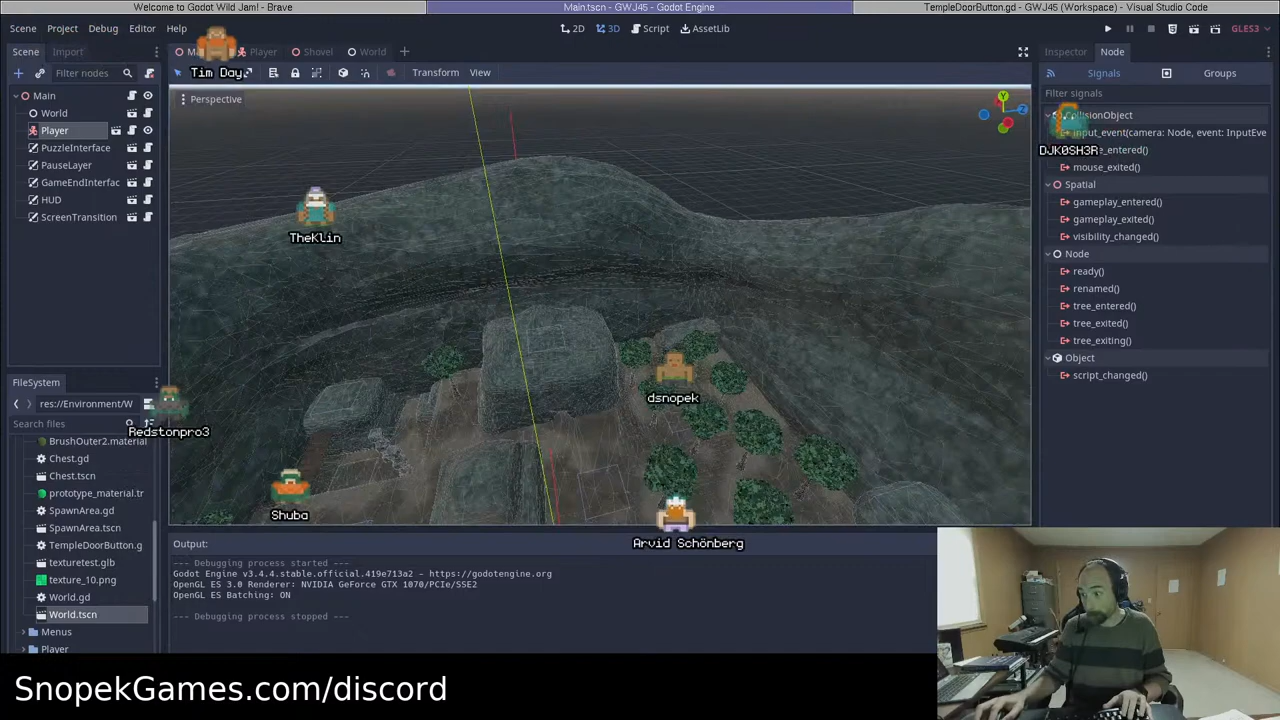 Welcome to Godot Wild Jam! - Brave
Main.tscn - GWJ45 - Godot Engine
TempleDoorButton.gd - GWJ45 (Workspace) - Visual Studio Code
Scene Project Debug Editor Help
2D 3D Script AssetLib
GLES3
Scene Import
Player Shovel World
Inspector Node
Filter nodes
Tim Day
Transform View
Signals Groups
Perspective
Filter signals
Main
World
Player
PuzzleInterface
PauseLayer
GameEndInterfac
HUD
ScreenTransition
CollisionObject
input_event(camera: Node, event: InputEve
DJK0SH3R
e_entered()
mouse_exited()
Spatial
gameplay_entered()
gameplay_exited()
visibility_changed()
Node
ready()
renamed()
tree_entered()
tree_exited()
tree_exiting()
Object
script_changed()
TheKlin
dsnopek
Redstonpro3
Shuba
Arvid Schönberg
FileSystem
res://Environment/W
Search files
BrushOuter2.material
Chest.gd
Chest.tscn
prototype_material.tr
SpawnArea.gd
SpawnArea.tscn
TempleDoorButton.g
texturetest.glb
texture_10.png
World.gd
World.tscn
Menus
Player
Output:
--- Debugging process started ---
Godot Engine v3.4.4.stable.official.419e713a2 - https://godotengine.org
OpenGL ES 3.0 Renderer: NVIDIA GeForce GTX 1070/PCIe/SSE2
OpenGL ES Batching: ON
--- Debugging process stopped ---
SnopekGames.com/discord